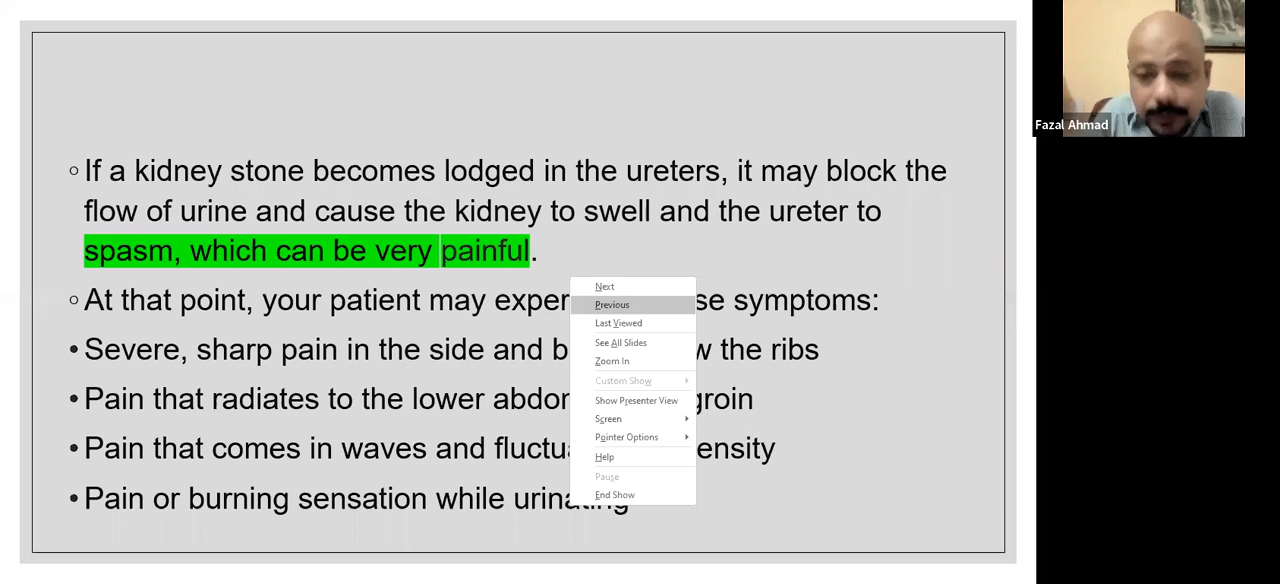 If a kidney stone becomes lodged in the ureters, it may block the
flow of urine and cause the kidney to swell and the ureter to
spasm, which can be very painful.
At that point, your patient may exper se symptoms:
Severe, sharp pain in the side and b w the ribs
Pain that radiates to the lower abdor groin
Pain that comes in waves and fluctu ensity
Pain or burning sensation while urinating
Next
Previous
Last Viewed
See All Slides
Zoom In
Custom Show
Show Presenter View
Screen
Pointer Options
Help
Pause
End Show
Fazal Ahmad